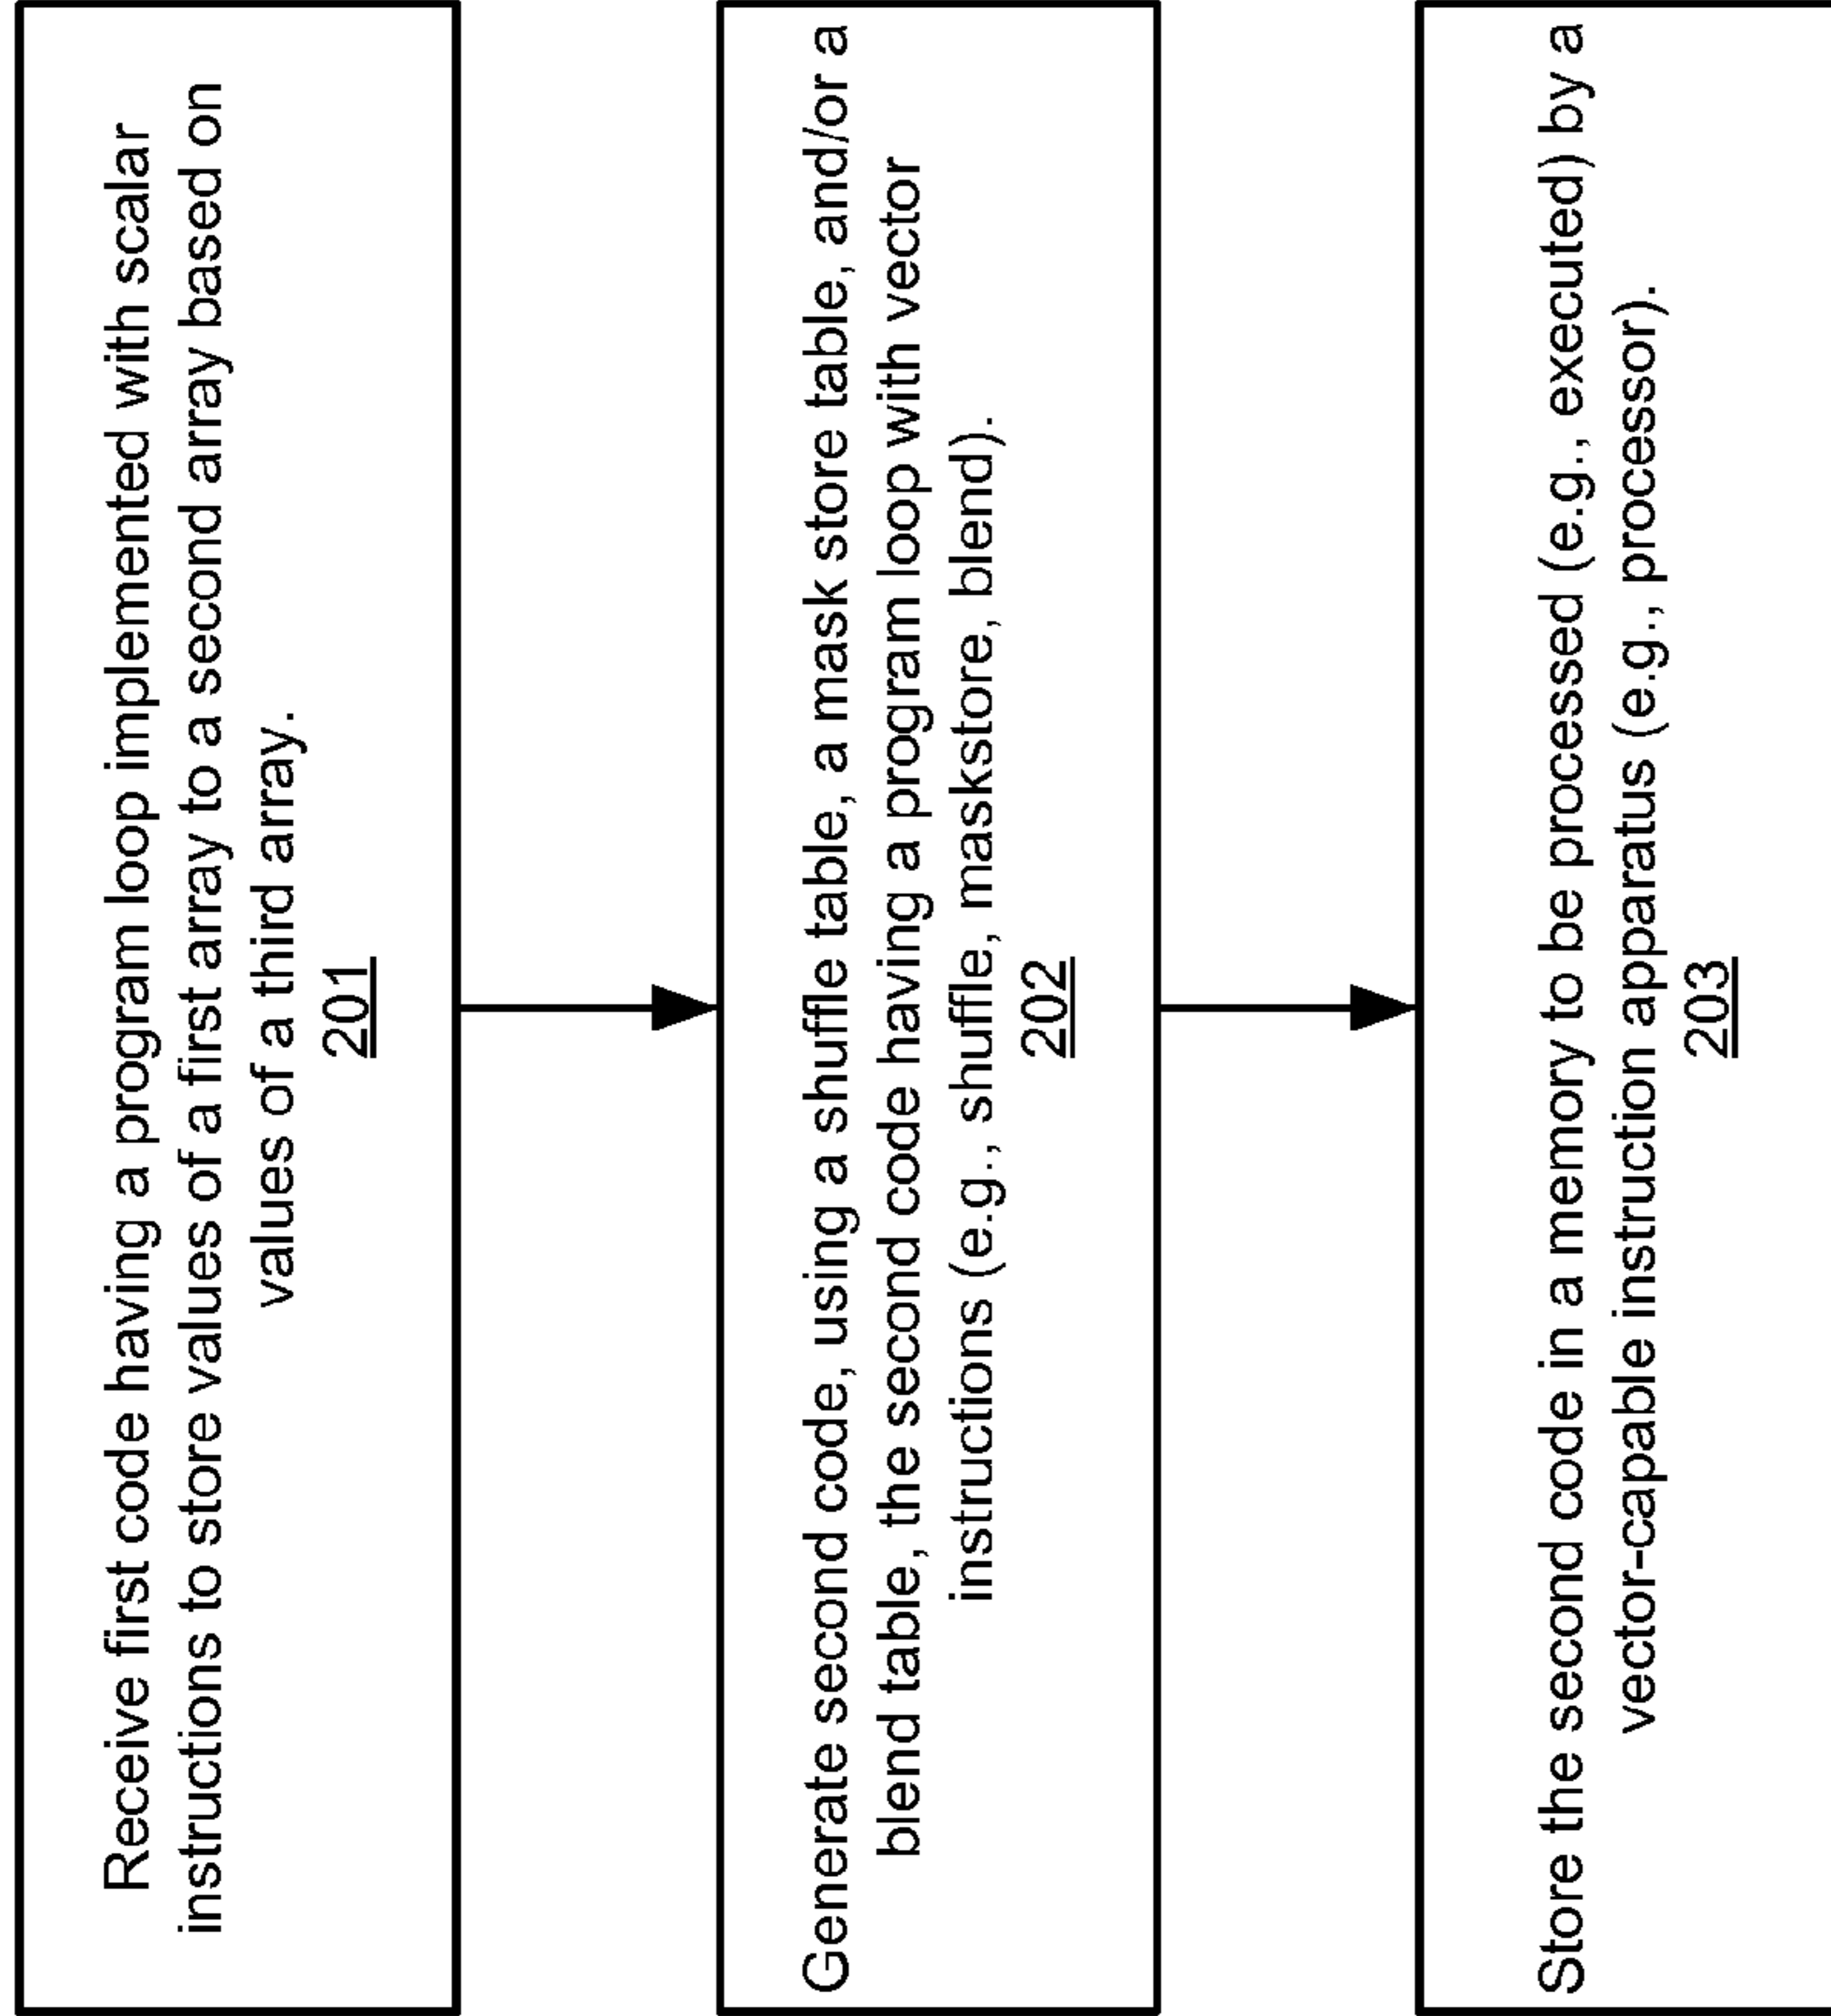 Receive first code having a program loop implemented with scalar
instructions to store values of a first array to a second array based on
values of a third array.
201
Generate second code, using a shuffle table, a mask store table, and/or a
blend table, the second code having a program loop with vector
instructions (e.g., shuffle, maskstore, blend).
202
Store the second code in a memory to be processed (e.g., executed) by a
vector-capable instruction apparatus (e.g., processor).
203